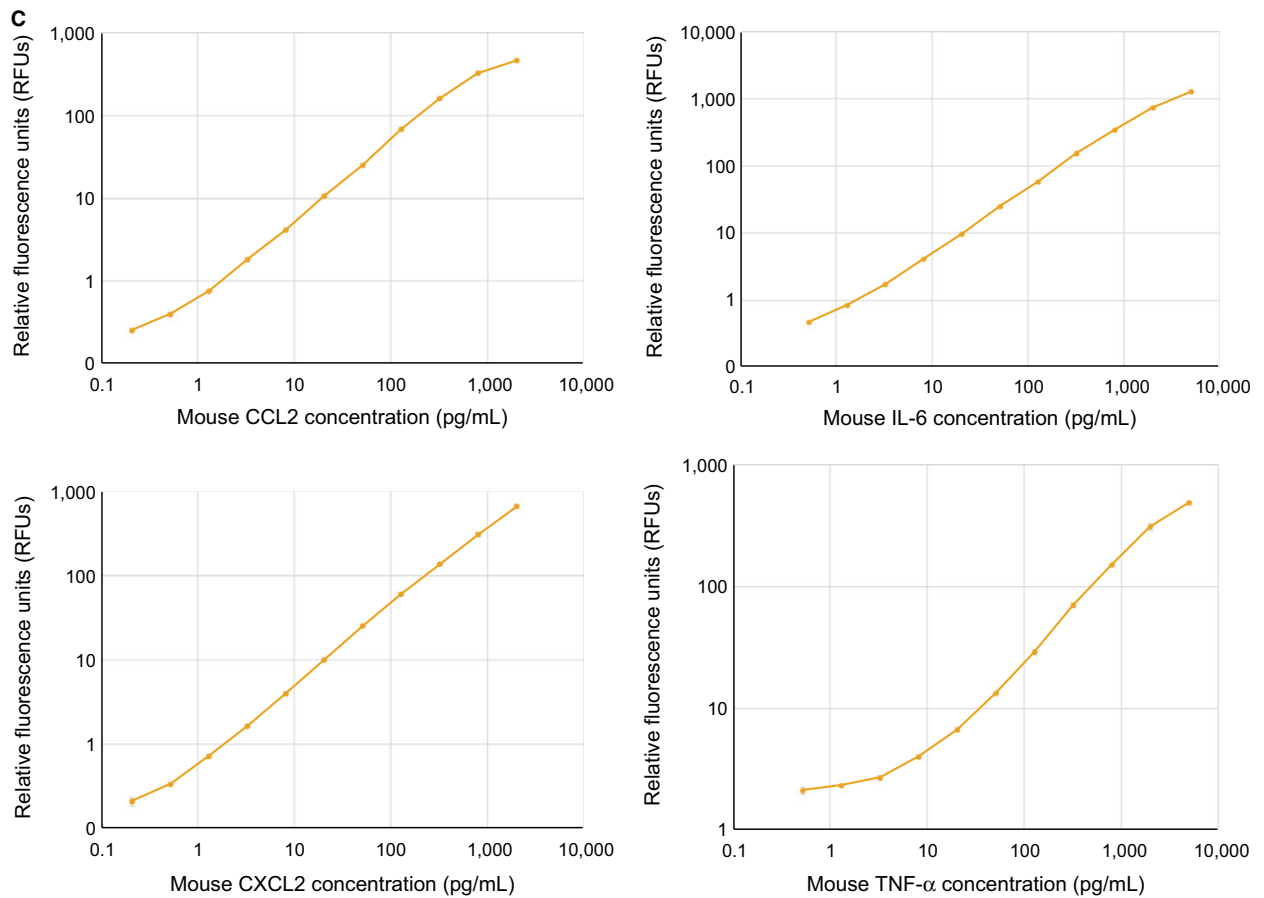 C
Relative fluorescence units (RFUs)
1,000
100
10
1
0
0.1 1 10 100 1,000 10,000
Mouse CCL2 concentration (pg/mL)
Relative fluorescence units (RFUs)
10,000
1,000
100
10
1
0
0.1 1 10 100 1,000 10,000
Mouse IL-6 concentration (pg/mL)
Relative fluorescence units (RFUs)
1,000
100
10
1
0
0.1 1 10 100 1,000 10,000
Mouse CXCL2 concentration (pg/mL)
Relative fluorescence units (RFUs)
1,000
100
10
1
0.1 1 10 100 1,000 10,000
Mouse TNF-α concentration (pg/mL)